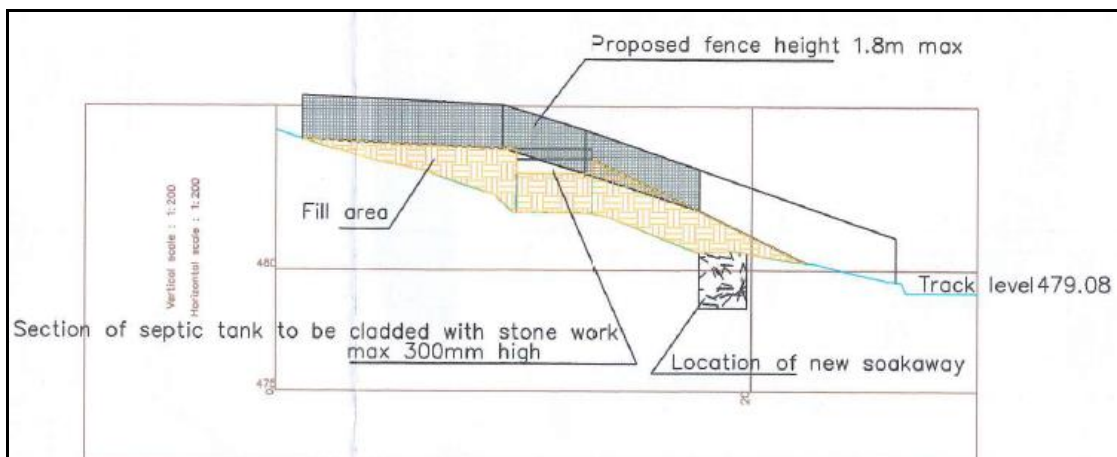 Proposed fence height 1.8m max
Fill area
Vertical scale : 1:200
Horizontal scale : 1:200
480
Track level 479.08
Section of septic tank to be cladded with stone work
max 300mm high
Location of new soakaway
475
0
20